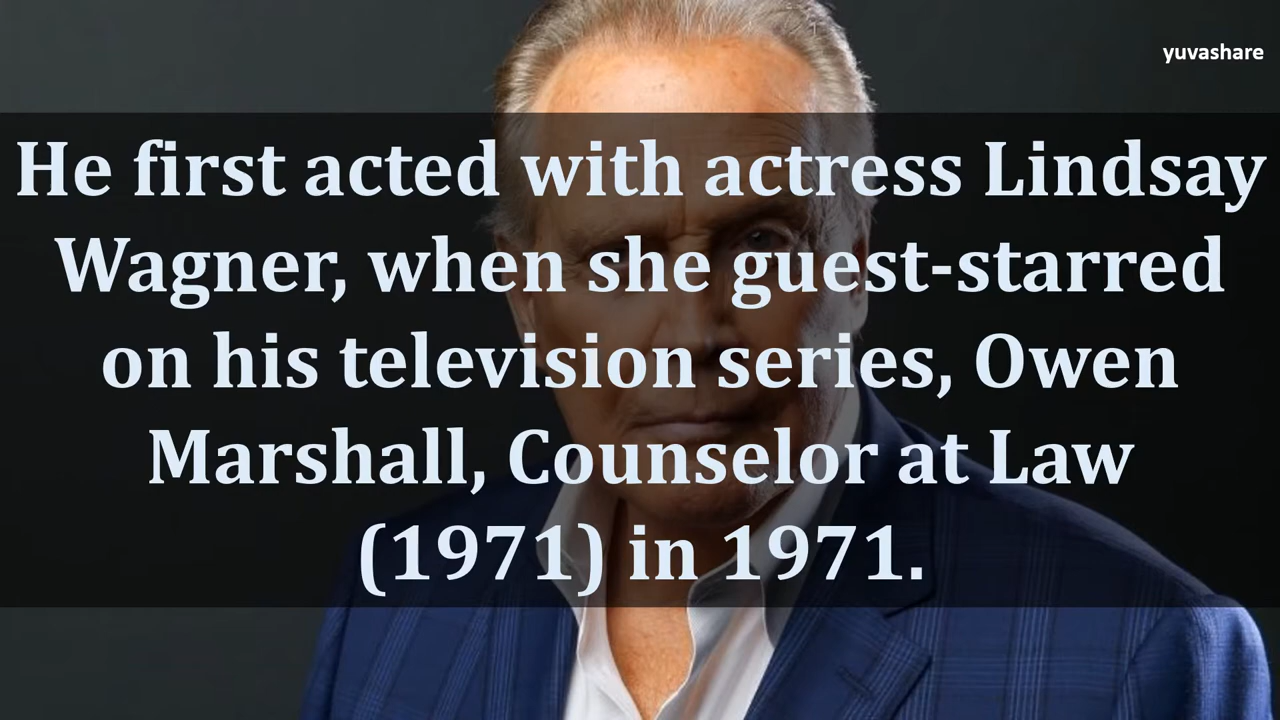 yuvashare
He first acted with actress Lindsay
Wagner, when she guest-starred
on his television series, Owen
Marshall, Counselor at Law
(1971) in 1971.